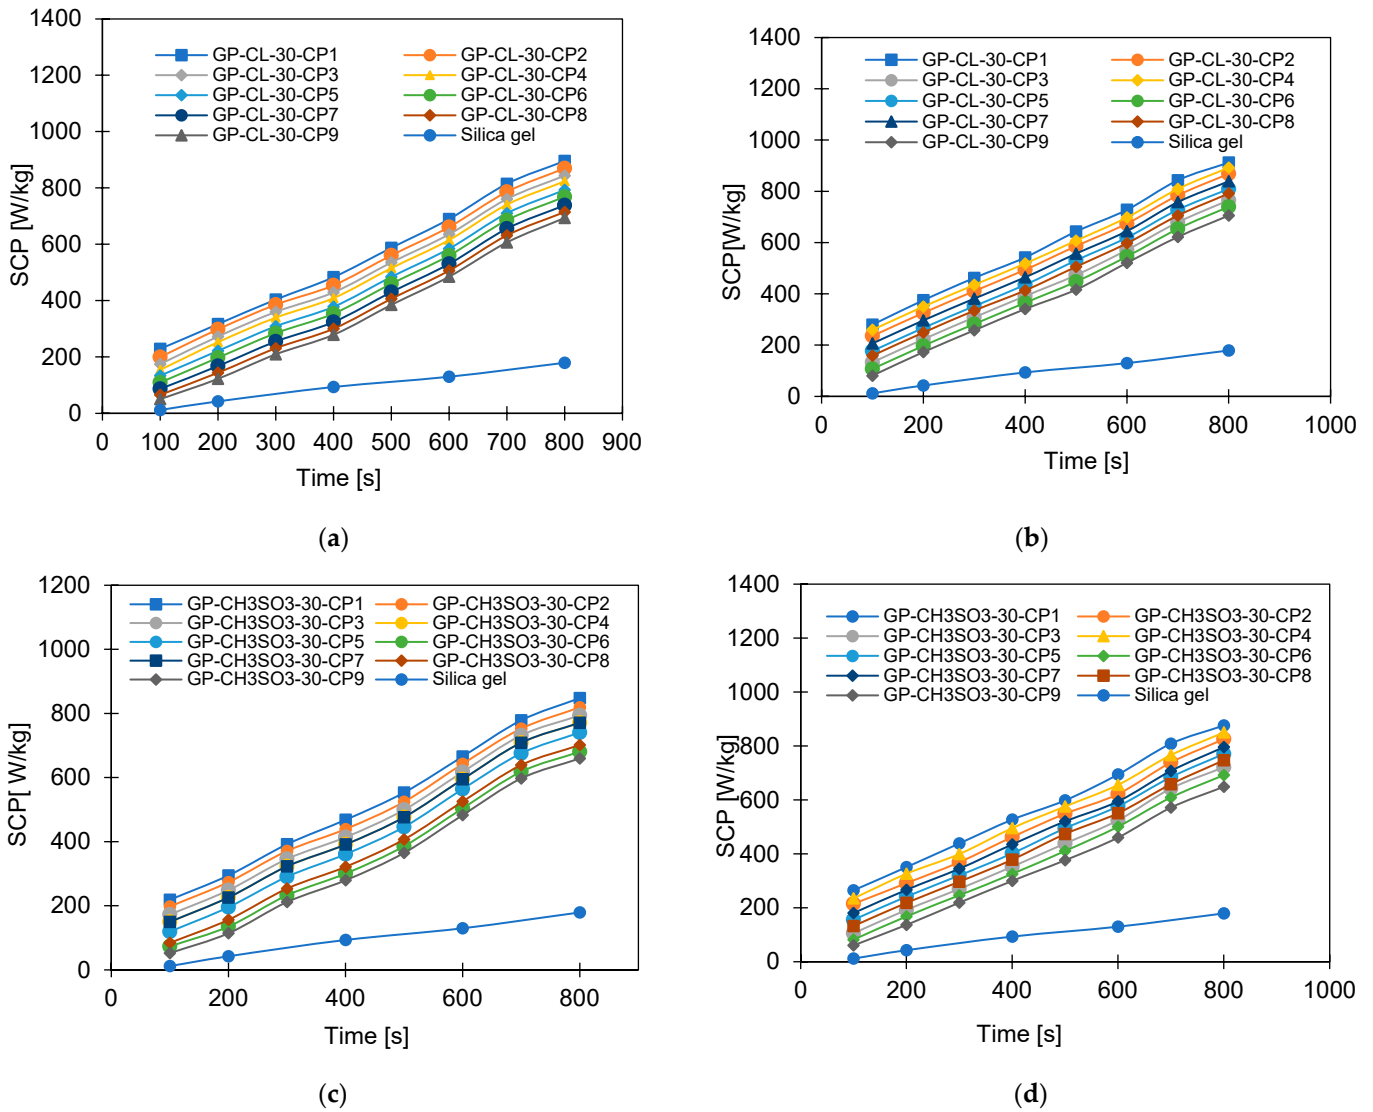 1400
1200
1000
800
600
400
200
0
SCP [W/kg]
GP-CL-30-CP1 GP-CL-30-CP2
GP-CL-30-CP3 GP-CL-30-CP4
GP-CL-30-CP5 GP-CL-30-CP6
GP-CL-30-CP7 GP-CL-30-CP8
GP-CL-30-CP9 Silica gel
0 100 200 300 400 500 600 700 800 900
Time [s]
(a)
1400
1200
1000
800
600
400
200
0
SCP[W/kg]
GP-CL-30-CP1 GP-CL-30-CP2
GP-CL-30-CP3 GP-CL-30-CP4
GP-CL-30-CP5 GP-CL-30-CP6
GP-CL-30-CP7 GP-CL-30-CP8
GP-CL-30-CP9 Silica gel
0 200 400 600 800 1000
Time [s]
(b)
1200
1000
800
600
400
200
0
SCP[ W/kg]
GP-CH3SO3-30-CP1 GP-CH3SO3-30-CP2
GP-CH3SO3-30-CP3 GP-CH3SO3-30-CP4
GP-CH3SO3-30-CP5 GP-CH3SO3-30-CP6
GP-CH3SO3-30-CP7 GP-CH3SO3-30-CP8
GP-CH3SO3-30-CP9 Silica gel
0 200 400 600 800
Time [s]
(c)
1400
1200
1000
800
600
400
200
0
SCP [W/kg]
GP-CH3SO3-30-CP1 GP-CH3SO3-30-CP2
GP-CH3SO3-30-CP3 GP-CH3SO3-30-CP4
GP-CH3SO3-30-CP5 GP-CH3SO3-30-CP6
GP-CH3SO3-30-CP7 GP-CH3SO3-30-CP8
GP-CH3SO3-30-CP9 Silica gel
0 200 400 600 800 1000
Time [s]
(d)